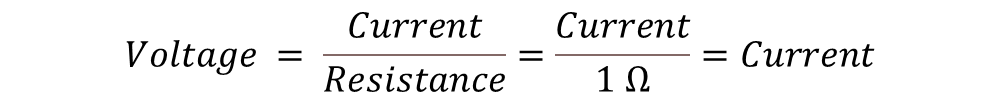 Voltage = Current / Resistance = Current / 1 Ω = Current